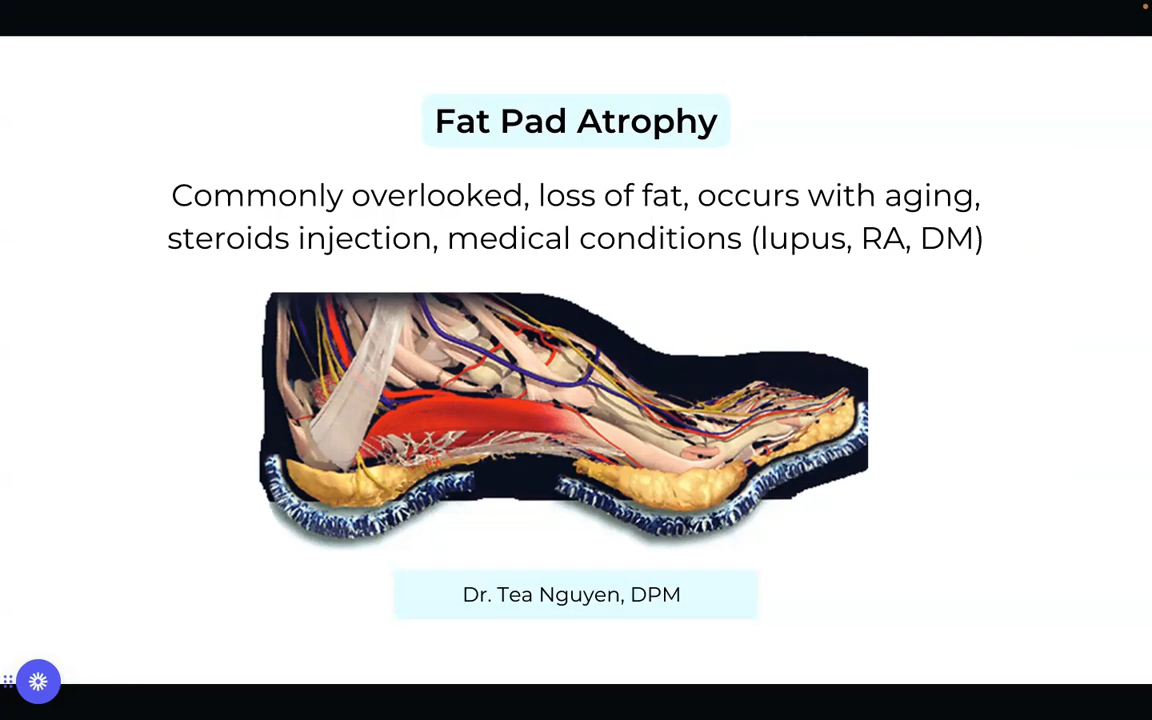 Fat Pad Atrophy
Commonly overlooked, loss of fat, occurs with aging,
steroids injection, medical conditions (lupus, RA, DM)
Dr. Tea Nguyen, DPM